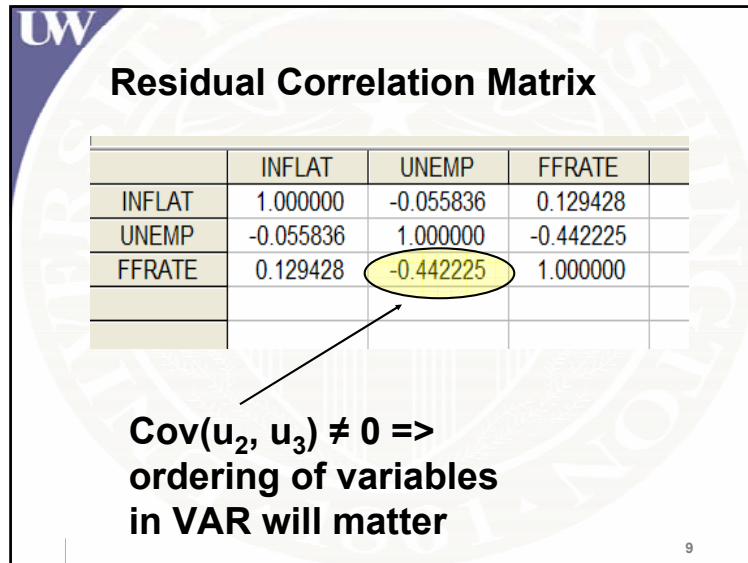 UW
Residual Correlation Matrix
INFLAT UNEMP FFRATE
INFLAT 1.000000 -0.055836 0.129428
UNEMP -0.055836 1.000000 -0.442225
FFRATE 0.129428 -0.442225 1.000000
Cov(u₂, u₃) ≠ 0 =>
ordering of variables
in VAR will matter
9